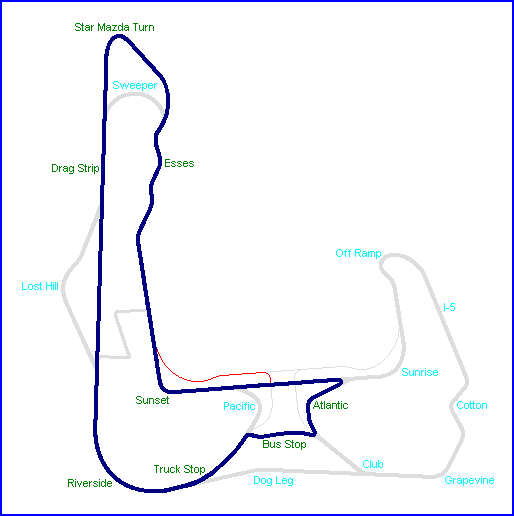 Star Mazda Turn
Sweeper
Drag Strip
Esses
Off Ramp
Lost Hill
I-5
Sunrise
Sunset
Pacific
Atlantic
Cotton
Bus Stop
Truck Stop
Club
Riverside
Dog Leg
Grapevine